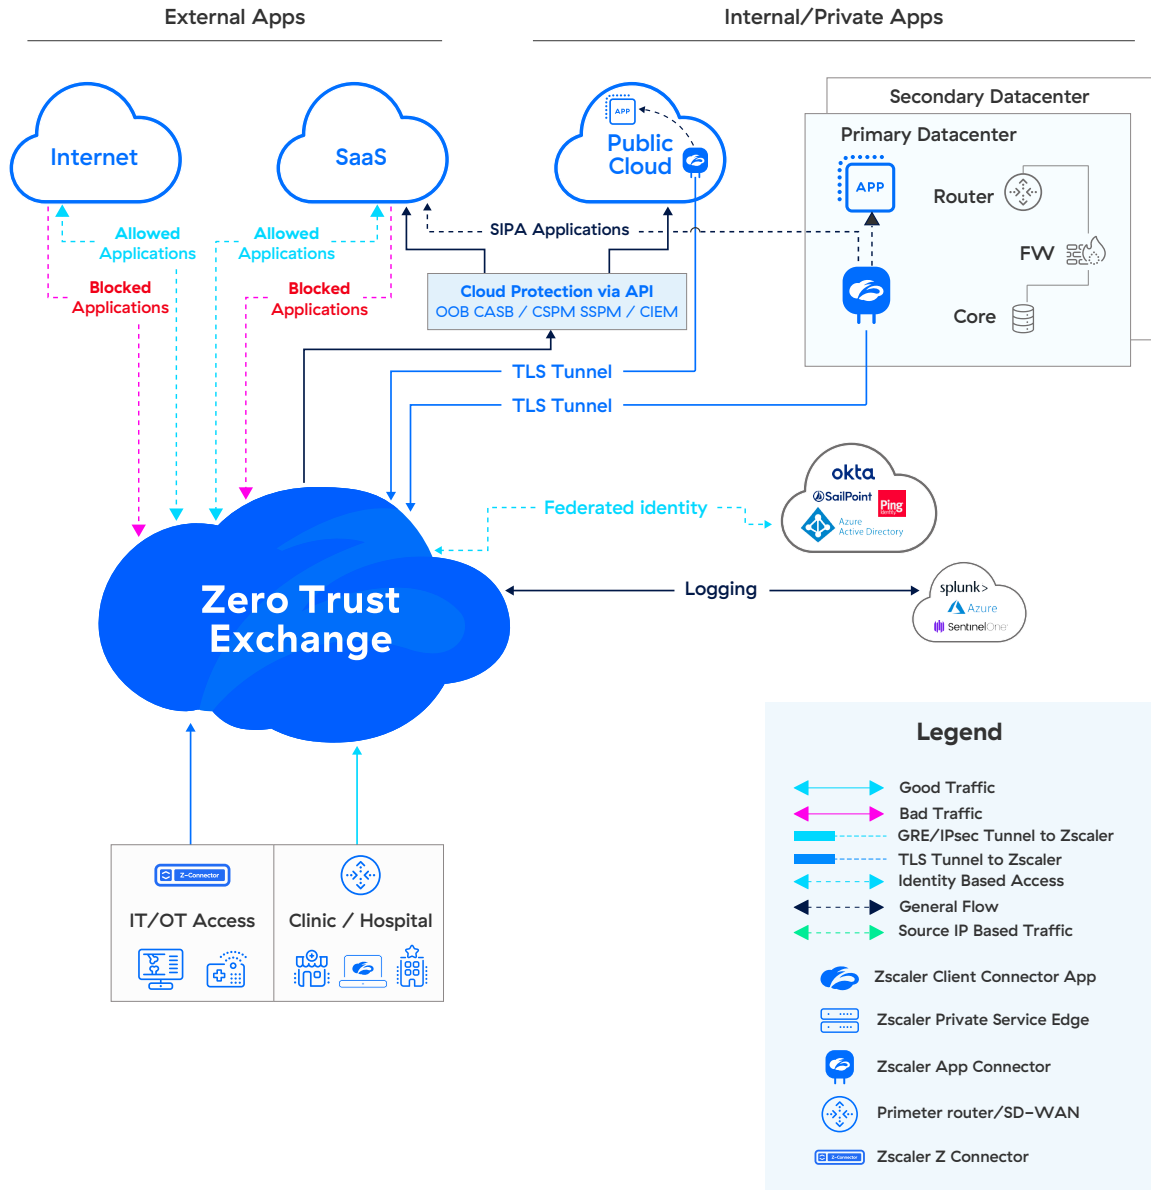 External Apps
Internal/Private Apps
Internet
SaaS
APP
Public
Cloud
Secondary Datacenter
Primary Datacenter
APP
Router
FW
Core
Allowed
Applications
Allowed
Applications
SIPA Applications
Blocked
Applications
Blocked
Applications
Cloud Protection via API
OOB CASB / CSPM SSPM / CIEM
TLS Tunnel
TLS Tunnel
okta
SailPoint
Ping
Identity
Azure
Active Directory
Federated identity
Logging
splunk>
Azure
SentinelOne
Zero Trust
Exchange
Z-Connector
IT/OT Access
Clinic / Hospital
Legend
Good Traffic
Bad Traffic
GRE/IPsec Tunnel to Zscaler
TLS Tunnel to Zscaler
Identity Based Access
General Flow
Source IP Based Traffic
Zscaler Client Connector App
Zscaler Private Service Edge
Zscaler App Connector
Primeter router/SD-WAN
Z-Connector
Zscaler Z Connector